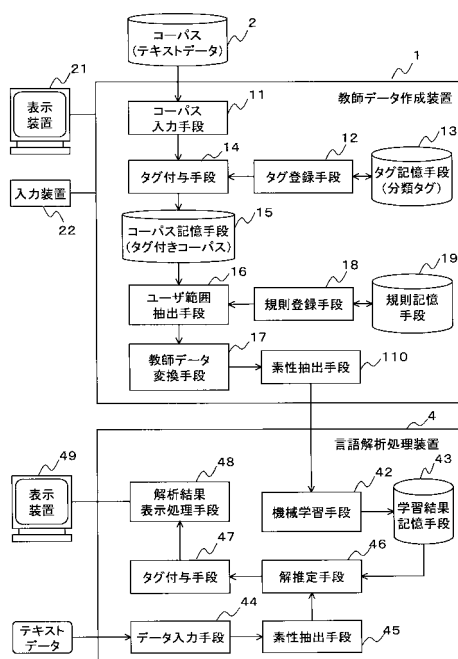 2
コーパス
(テキストデータ)
21
1
表示
装置
教師データ作成装置
コーパス
入力手段
11
14
12
13
入力装置
22
タグ付与手段
タグ登録手段
タグ記憶手段
(分類タグ)
15
コーパス記憶手段
(タグ付きコーパス)
16
18
19
ユーザ範囲
抽出手段
規則登録手段
規則記憶
手段
17
110
教師データ
変換手段
素性抽出手段
4
言語解析処理装置
49
48
42
43
表示
装置
解析結果
表示処理手段
機械学習手段
学習結果
記憶手段
47
46
タグ付与手段
解推定手段
44
テキスト
データ
データ入力手段
素性抽出手段
45